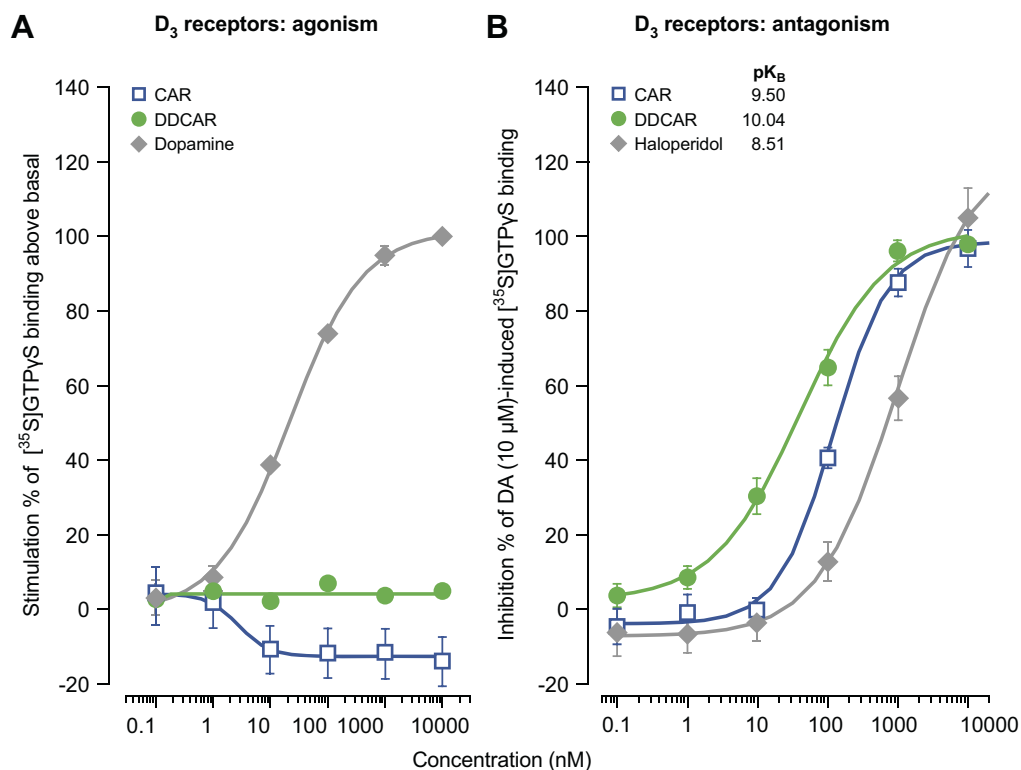 A
D₃ receptors: agonism
Stimulation % of [³⁵S]GTPγS binding above basal
140
120
100
80
60
40
20
0
-20
CAR
DDCAR
Dopamine
0.1 1 10 100 1000 10000
B
D₃ receptors: antagonism
Inhibition % of DA (10 µM)-induced [³⁵S]GTPγS binding
140
120
100
80
60
40
20
0
-20
pK_B
CAR 9.50
DDCAR 10.04
Haloperidol 8.51
0.1 1 10 100 1000 10000
Concentration (nM)